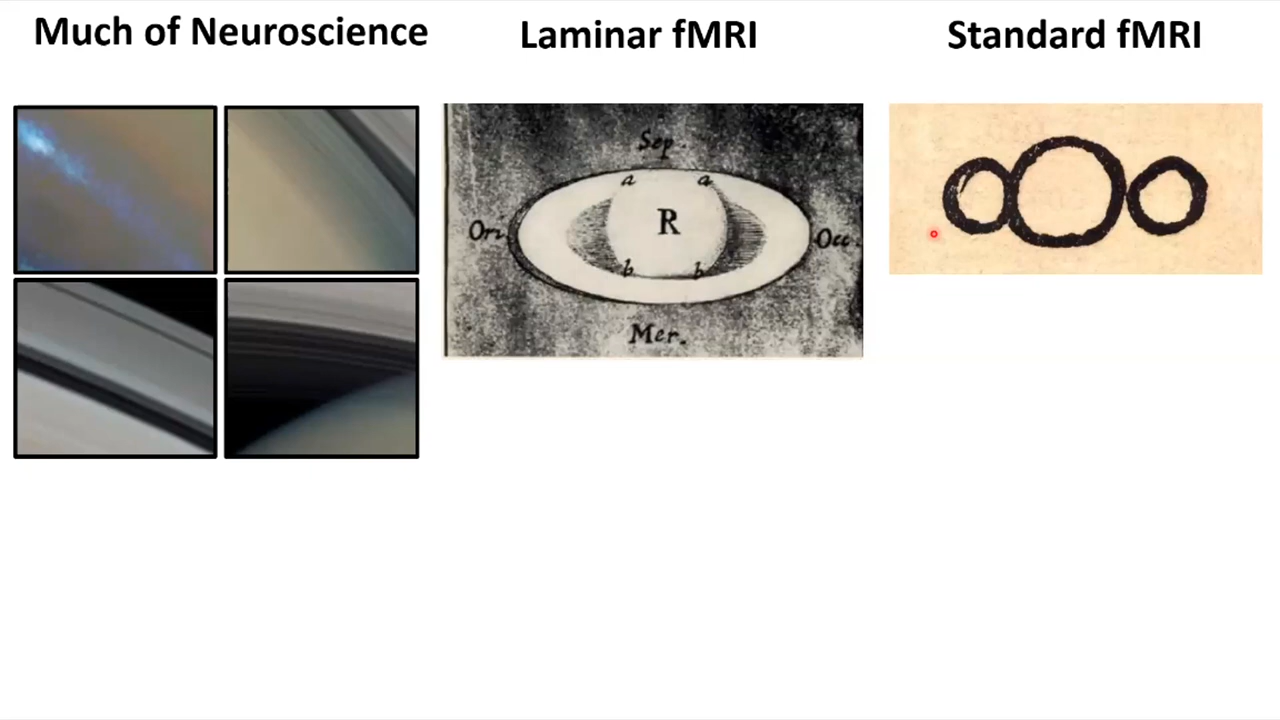 Much of Neuroscience
Laminar fMRI
Standard fMRI
Sep.
a a
R
Ori.
Occ.
b b
Mer.